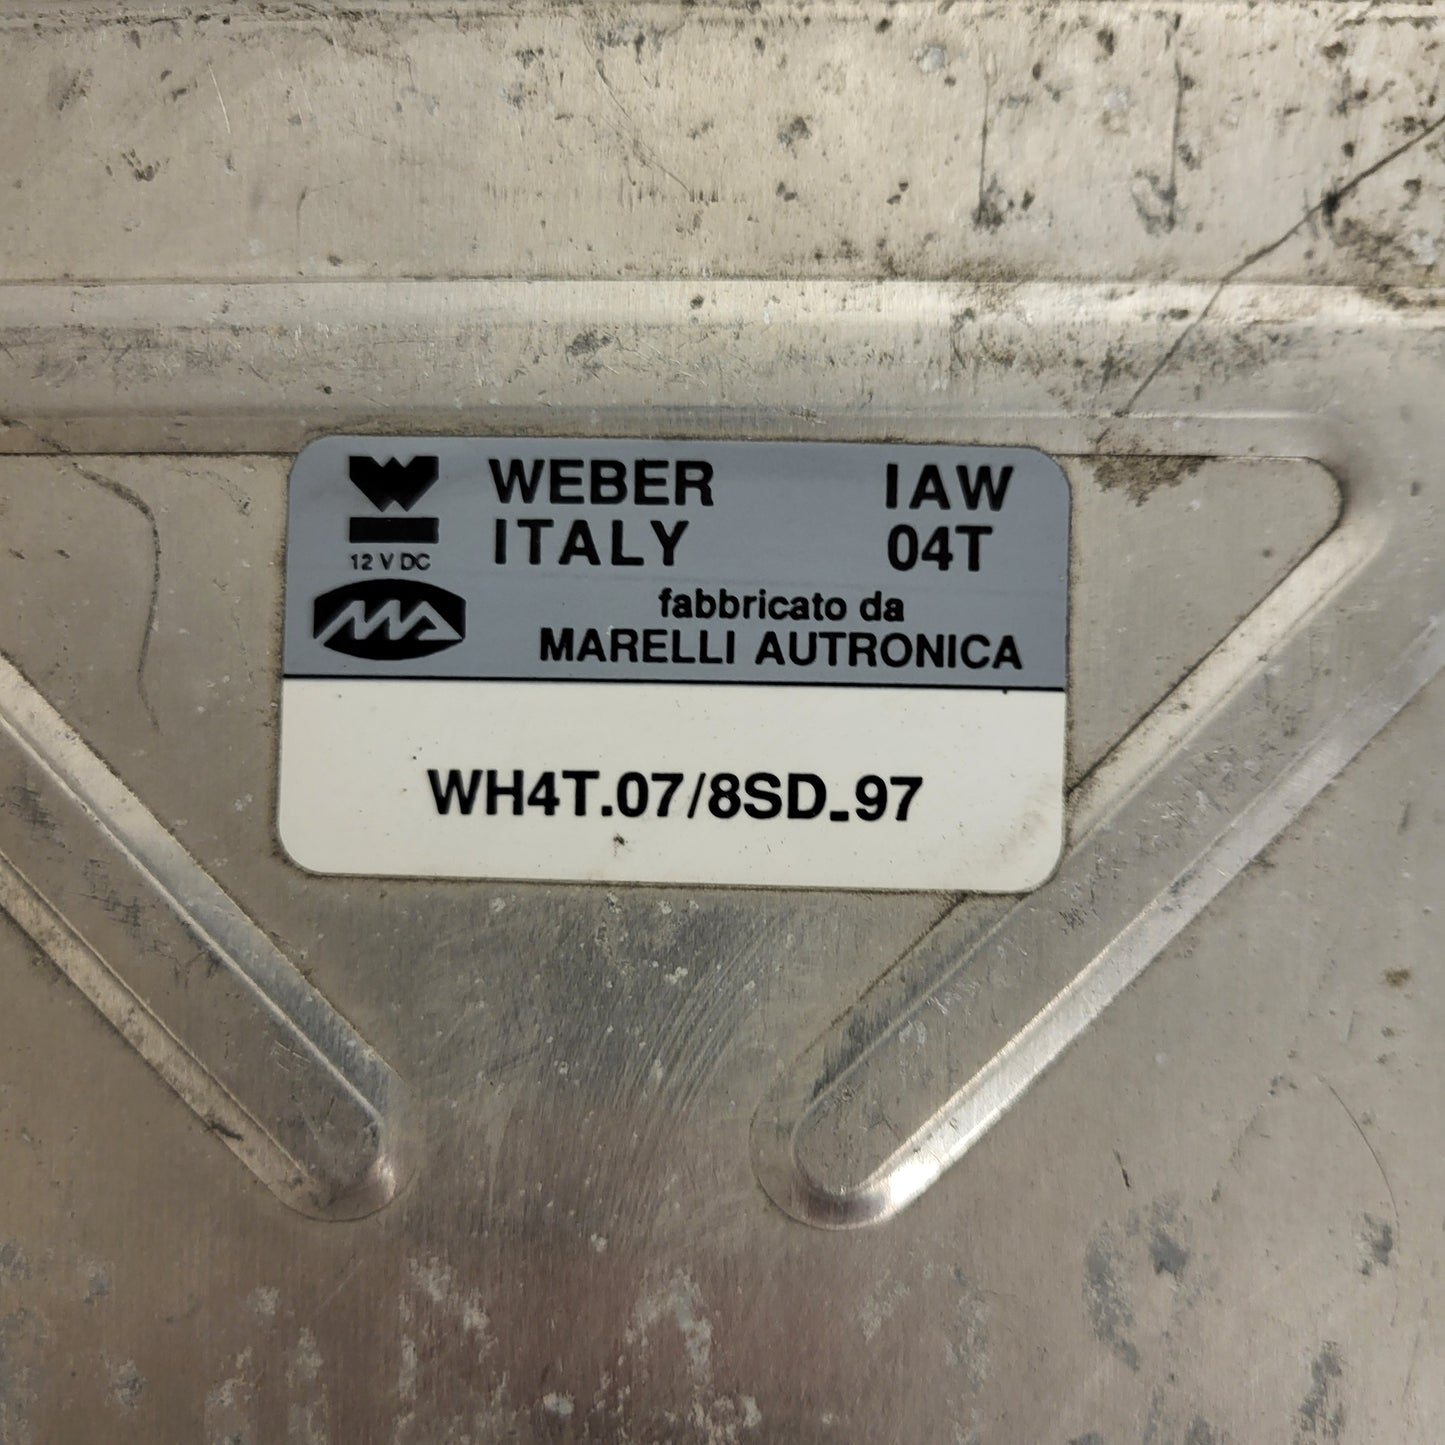 WEBER IAW
ITALY 04T
12 V DC
fabbricato da
MARELLI AUTRONICA
WH4T.07/8SD_97